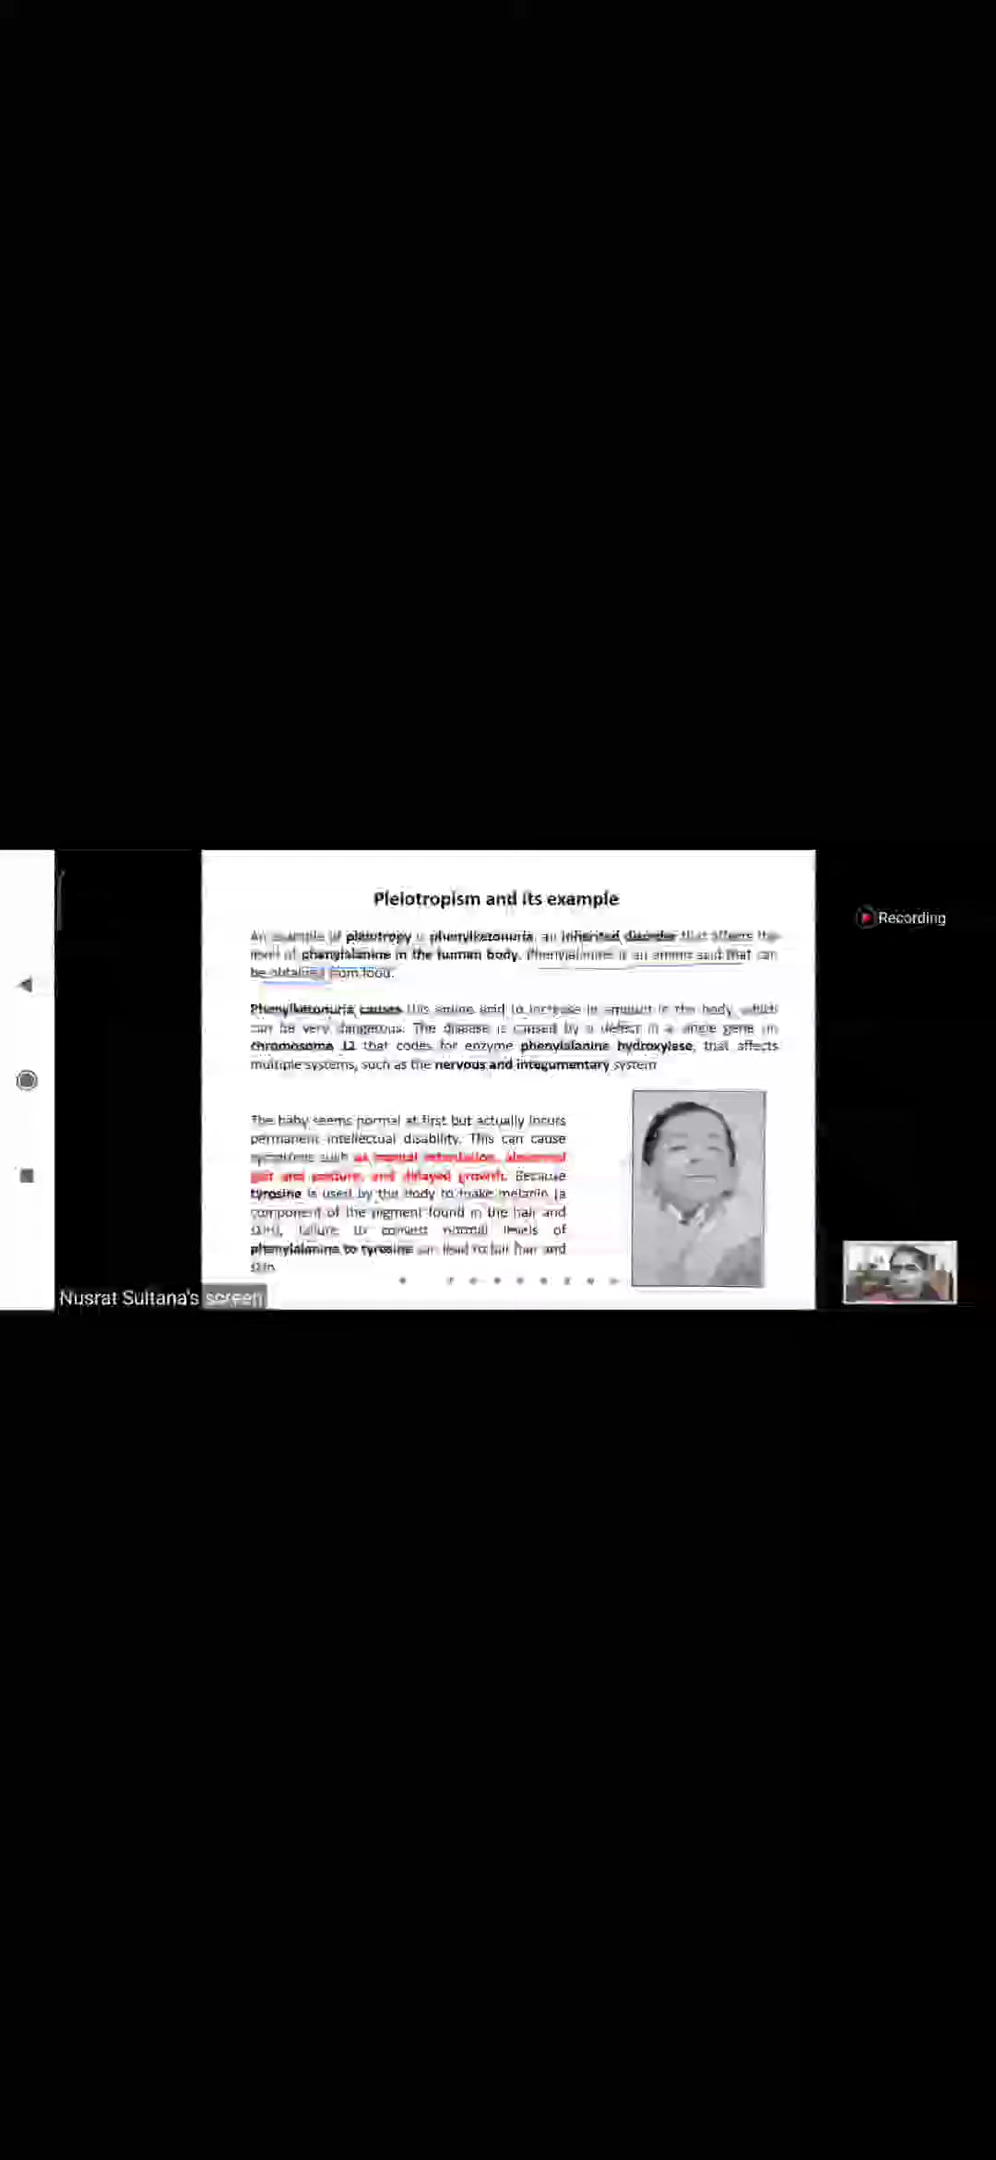 Pleiotropism and its example
Recording
An example of pleiotropy is phenylketonuria, an inherited disorder that affects the
level of phenylalanine in the human body. Phenylalanine is an amino acid that can
be obtained from food.
Phenylketonuria causes this amino acid to increase in amount in the body, which
can be very dangerous. The disease is caused by a defect in a single gene on
chromosome 12 that codes for enzyme phenylalanine hydroxylase, that affects
multiple systems, such as the nervous and integumentary system
The baby seems normal at first but actually incurs
permanent intellectual disability. This can cause
symptoms such as mental retardation, abnormal
gait and posture, and delayed growth. Because
tyrosine is used by the body to make melanin (a
component of the pigment found in the hair and
skin), failure to convert normal levels of
phenylalanine to tyrosine can lead to fair hair and
skin.
Nusrat Sultana's screen